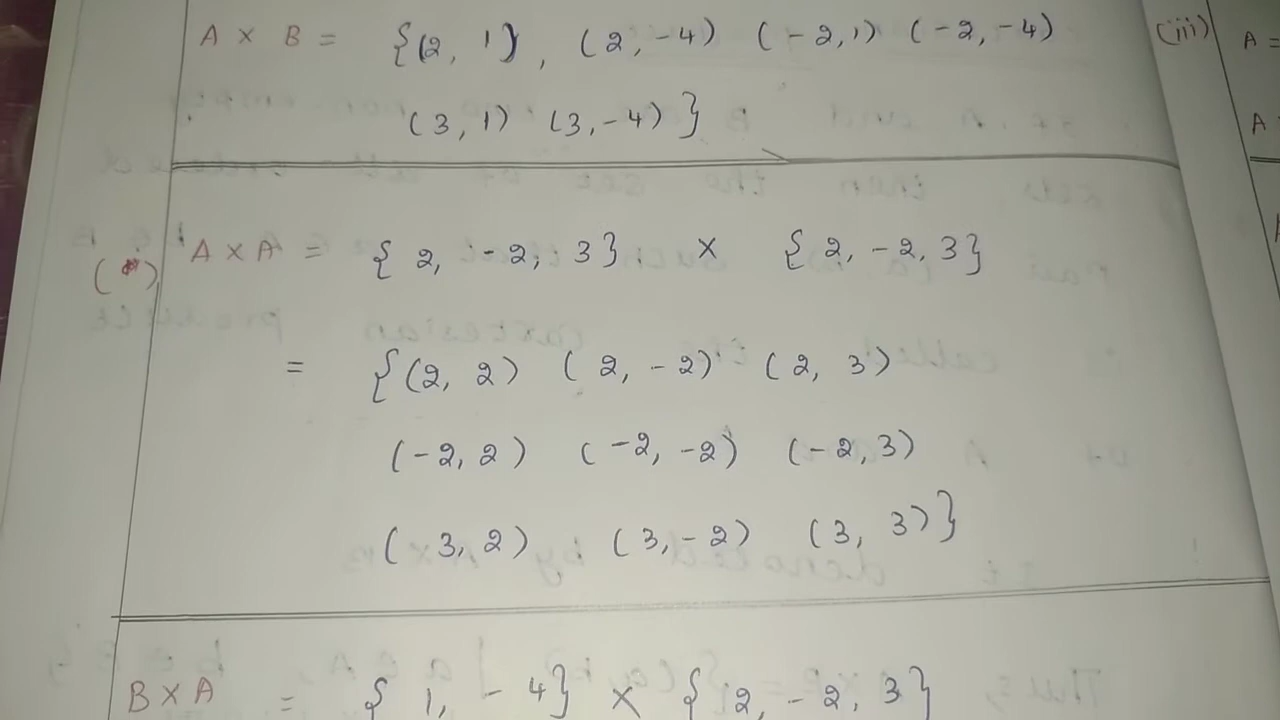 A × B = {(2, 1), (2, -4) (-2, 1) (-2, -4)
(3, 1) (3, -4)}
(iii) A =
A
A × A = { 2, -2, 3} × {2, -2, 3}
= {(2, 2) (2, -2) (2, 3)
(-2, 2) (-2, -2) (-2, 3)
(3, 2) (3, -2) (3, 3)}
B × A = { 1, -4} × {2, -2, 3}